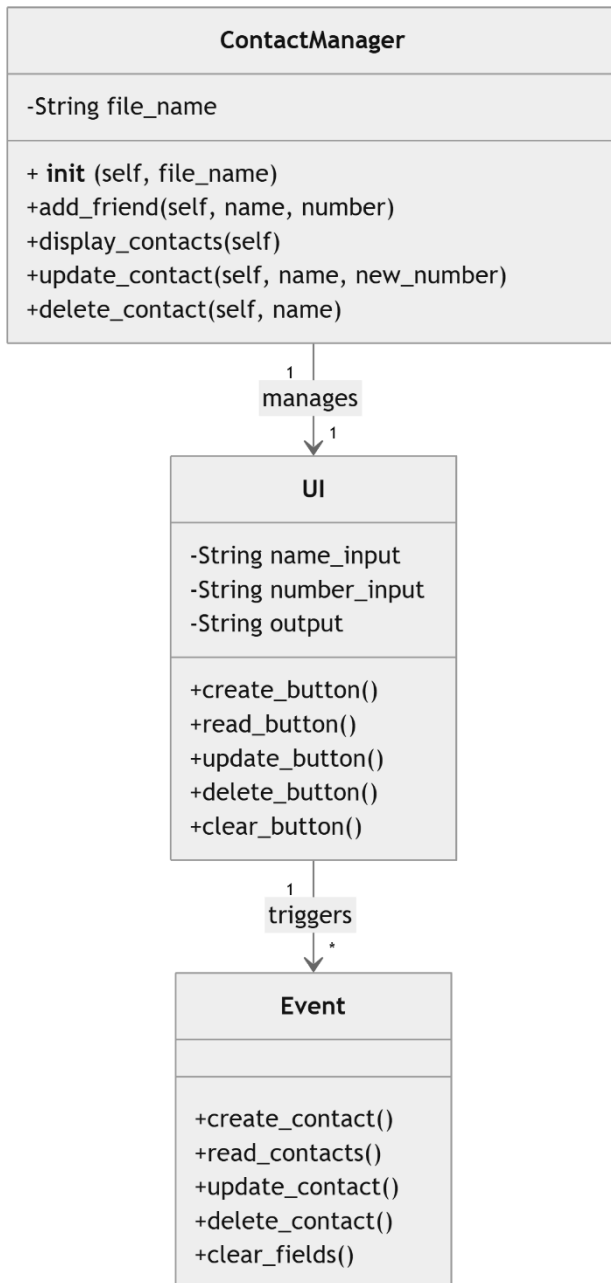 ContactManager
-String file_name
+ init (self, file_name)
+add_friend(self, name, number)
+display_contacts(self)
+update_contact(self, name, new_number)
+delete_contact(self, name)
1
manages
1
UI
-String name_input
-String number_input
-String output
+create_button()
+read_button()
+update_button()
+delete_button()
+clear_button()
1
triggers
*
Event
+create_contact()
+read_contacts()
+update_contact()
+delete_contact()
+clear_fields()